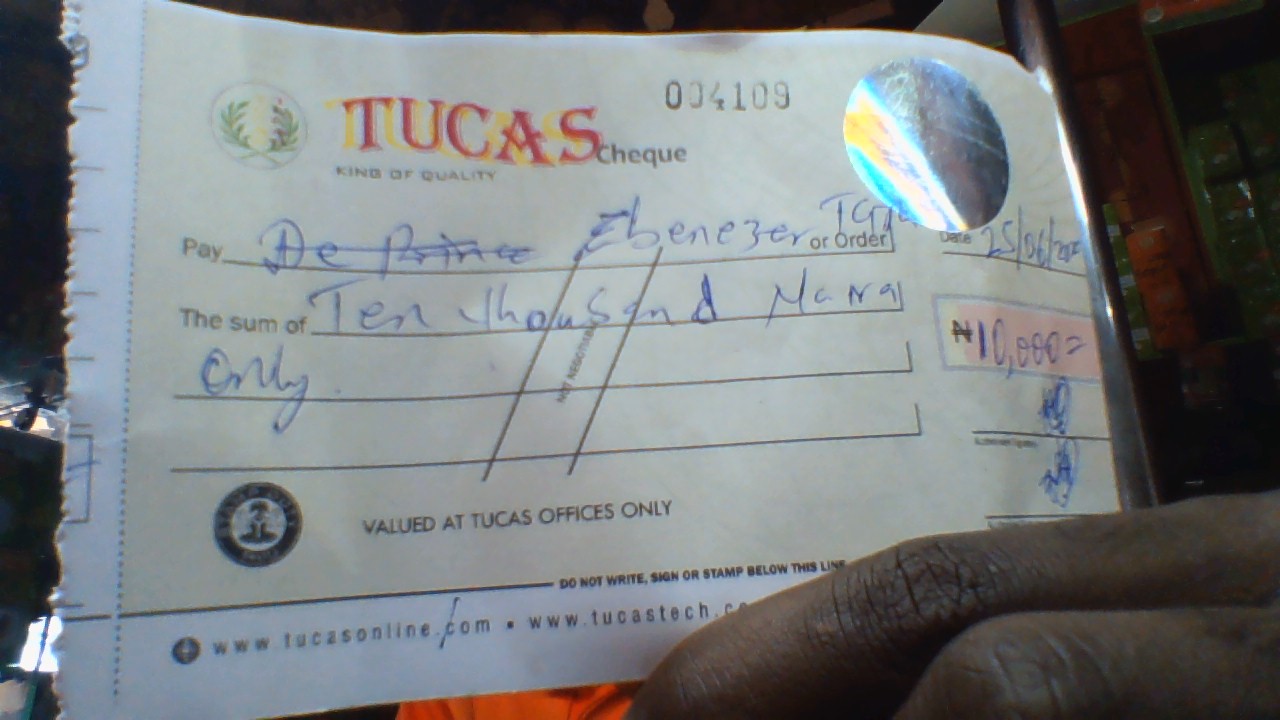 004109
TUCAS Cheque
KING OF QUALITY
Pay De Prince Ebenezer or Order
Date 25/06/
The sum of Ten thousand Naira
₦10,000=
only.
NOT NEGOTIABLE
VALUED AT TUCAS OFFICES ONLY
DO NOT WRITE, SIGN OR STAMP BELOW THIS LINE
www.tucasonline.com ▪ www.tucastech.co